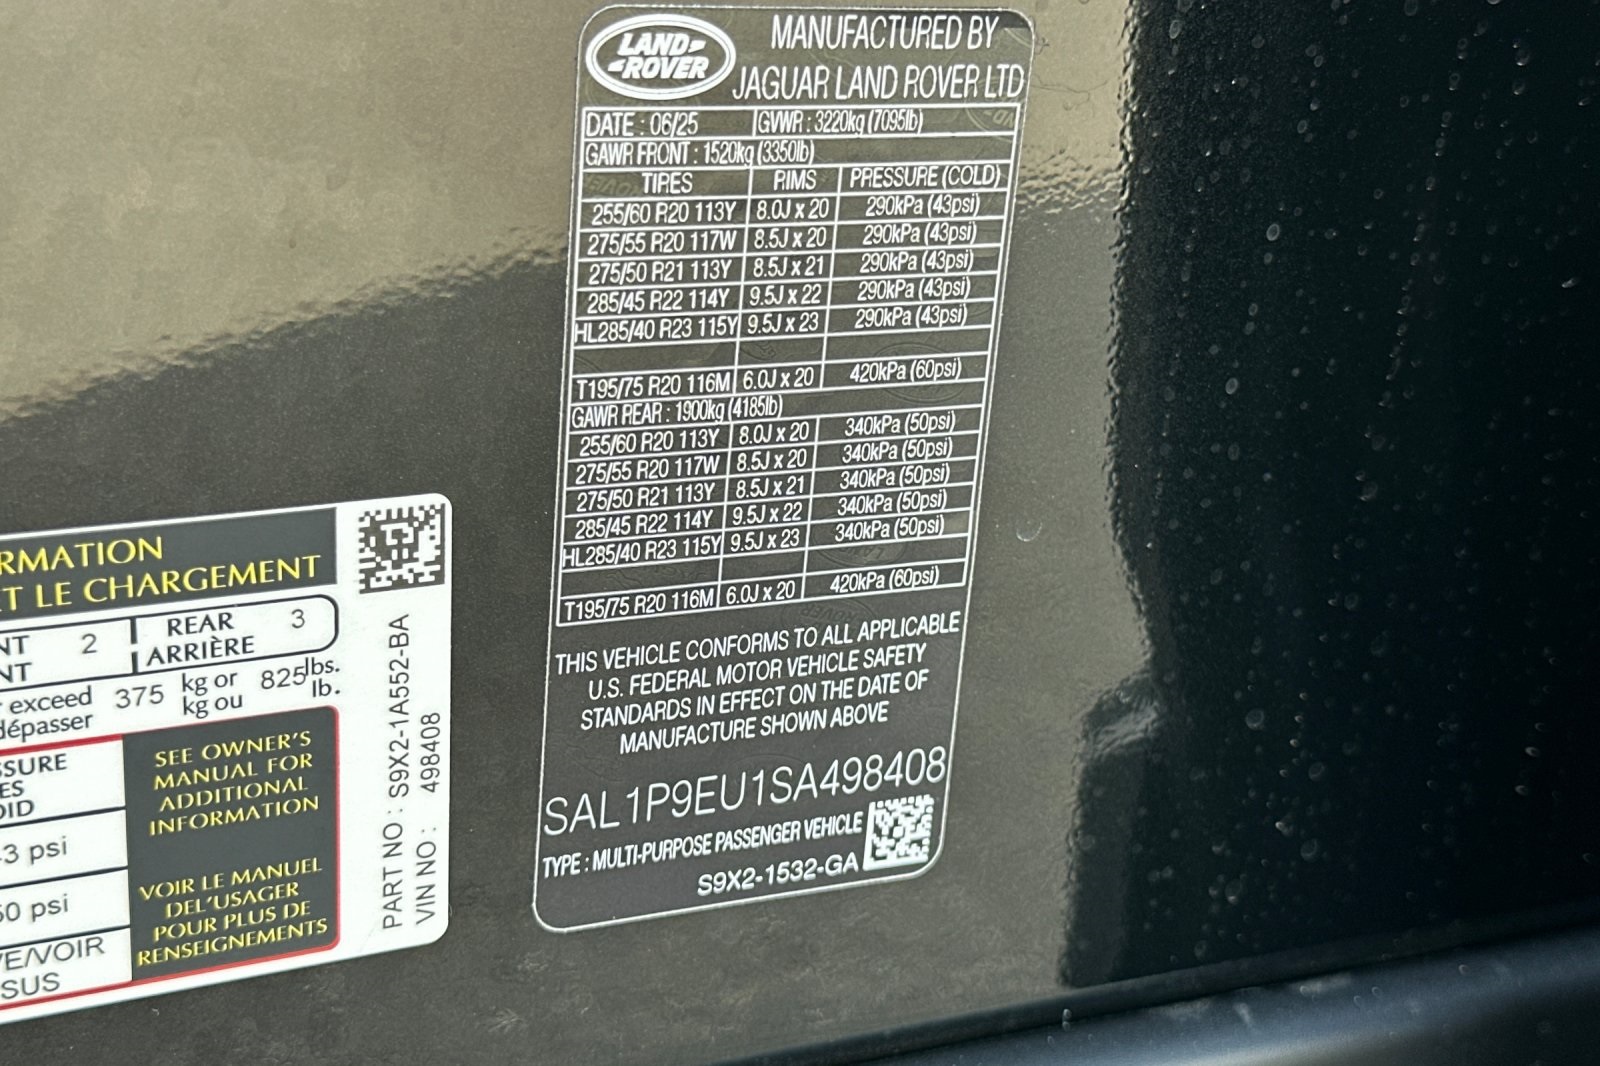 LAND-
-ROVER
MANUFACTURED BY
JAGUAR LAND ROVER LTD
DATE : 06/25 GVWR : 3220kg (7095lb)
GAWR FRONT : 1520kg (3350lb)
TIRES RIMS PRESSURE (COLD)
255/60 R20 113Y 8.0J x 20 290kPa (43psi)
275/55 R20 117W 8.5J x 20 290kPa (43psi)
275/50 R21 113Y 8.5J x 21 290kPa (43psi)
285/45 R22 114Y 9.5J x 22 290kPa (43psi)
HL285/40 R23 115Y 9.5J x 23 290kPa (43psi)
T195/75 R20 116M 6.0J x 20 420kPa (60psi)
GAWR REAR : 1900kg (4185lb)
255/60 R20 113Y 8.0J x 20 340kPa (50psi)
275/55 R20 117W 8.5J x 20 340kPa (50psi)
275/50 R21 113Y 8.5J x 21 340kPa (50psi)
285/45 R22 114Y 9.5J x 22 340kPa (50psi)
HL285/40 R23 115Y 9.5J x 23 340kPa (50psi)
T195/75 R20 116M 6.0J x 20 420kPa (60psi)
THIS VEHICLE CONFORMS TO ALL APPLICABLE
U.S. FEDERAL MOTOR VEHICLE SAFETY
STANDARDS IN EFFECT ON THE DATE OF
MANUFACTURE SHOWN ABOVE
SAL1P9EU1SA498408
TYPE : MULTI-PURPOSE PASSENGER VEHICLE
S9X2-1532-GA
RMATION
T LE CHARGEMENT
NT 2 REAR 3
NT ARRIÈRE
exceed 375 kg or 825 lbs.
dépasser kg ou lb.
SSURE
ES
OID
3 psi
50 psi
VE/VOIR
SUS
SEE OWNER'S
MANUAL FOR
ADDITIONAL
INFORMATION
VOIR LE MANUEL
DEL'USAGER
POUR PLUS DE
RENSEIGNEMENTS
PART NO : S9X2-1A552-BA
VIN NO : 498408